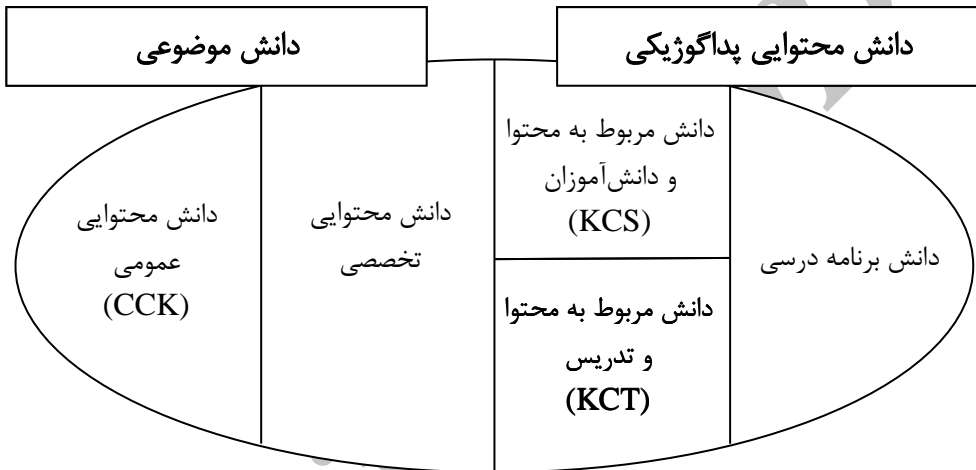 دانش محتوایی پداگوژیکی
دانش موضوعی
دانش برنامه درسی
دانش مربوط به محتوا
و دانش‌آموزان
(KCS)
دانش مربوط به محتوا
و تدریس
(KCT)
دانش محتوایی
تخصصی
دانش محتوایی
عمومی
(CCK)